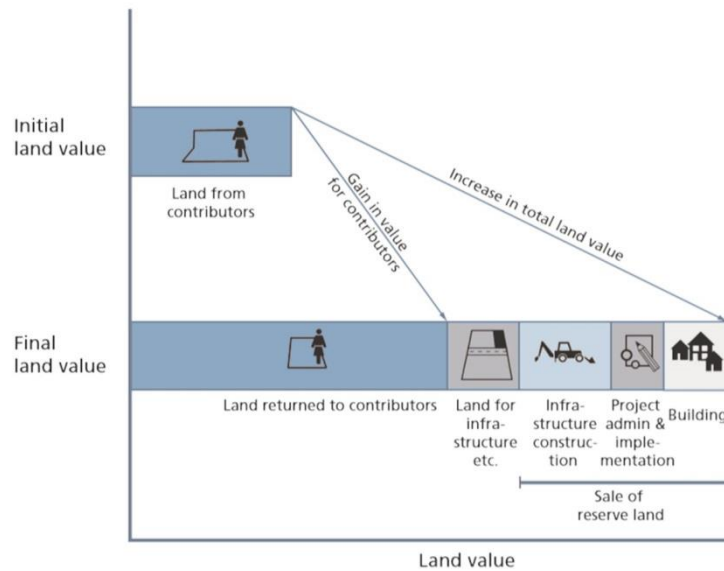 Initial
land value
Land from
contributors
Gain in value
for contributors
Increase in total land value
Final
land value
Land returned to contributors
Land for
infra-
structure
etc.
Infra-
structure
construc-
tion
Project
admin &
imple-
mentation
Building
Sale of
reserve land
Land value